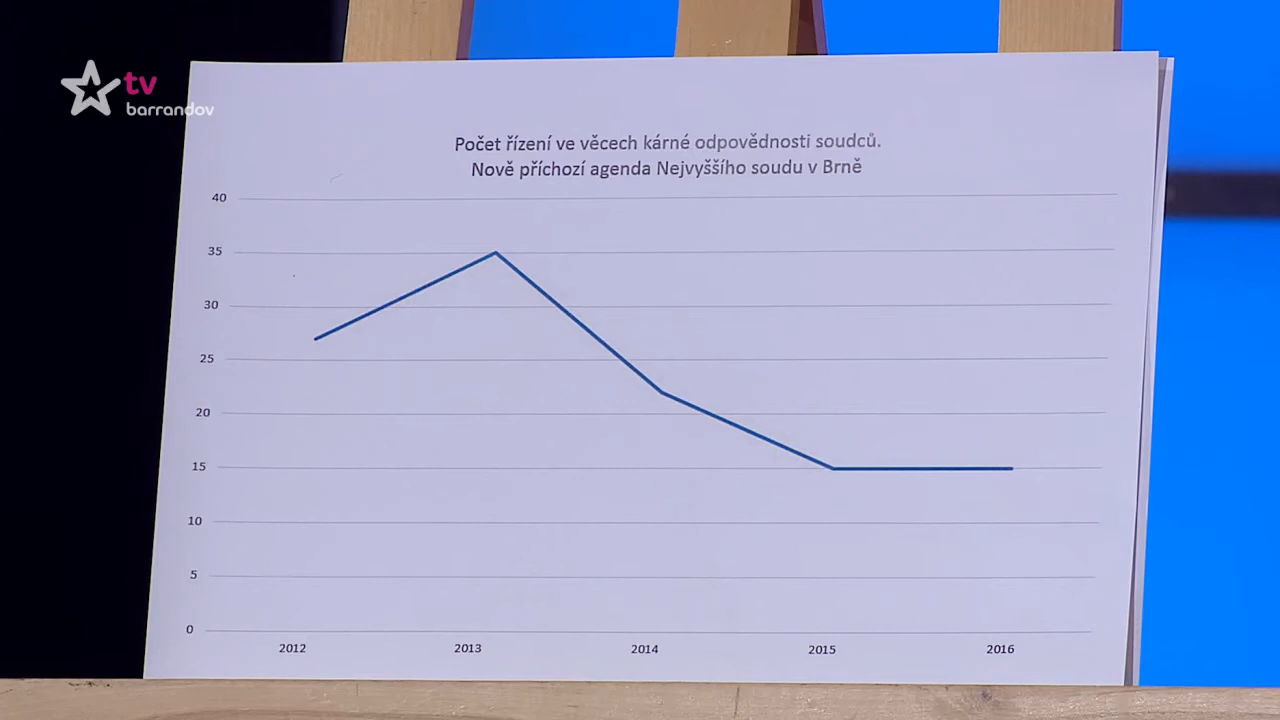 tv
barrandov
Počet řízení ve věcech kárné odpovědnosti soudců.
Nově příchozí agenda Nejvyššího soudu v Brně
40
35
30
25
20
15
10
5
0
2012 2013 2014 2015 2016